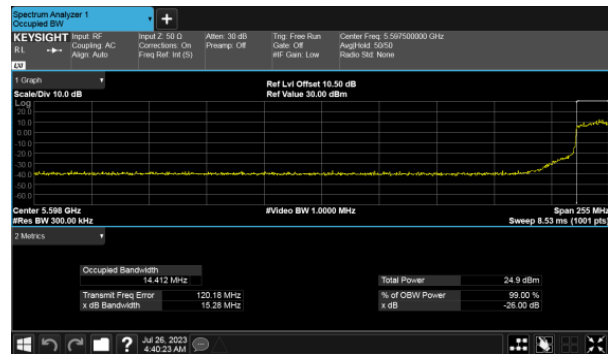 Spectrum Analyzer 1
Occupied BW
KEYSIGHT
R L
Input: RF
Coupling: AC
Align: Auto
Input Z: 50 Ω
Corrections: On
Freq Ref: Int (S)
Atten: 30 dB
Preamp: Off
Trig: Free Run
Gate: Off
#IF Gain: Low
Center Freq: 5.597500000 GHz
Avg|Hold: 50/50
Radio Std: None
1 Graph
Scale/Div 10.0 dB
Ref Lvl Offset 10.50 dB
Ref Value 30.00 dBm
Log
20.0
10.0
0.00
-10.0
-20.0
-30.0
-40.0
-50.0
-60.0
Center 5.598 GHz
#Res BW 300.00 kHz
#Video BW 1.0000 MHz
Span 255 MHz
Sweep 8.53 ms (1001 pts)
2 Metrics
Occupied Bandwidth
14.412 MHz
Transmit Freq Error 120.18 MHz
x dB Bandwidth 15.28 MHz
Total Power 24.9 dBm
% of OBW Power 99.00 %
x dB -26.00 dB
Jul 26, 2023
4:40:23 AM